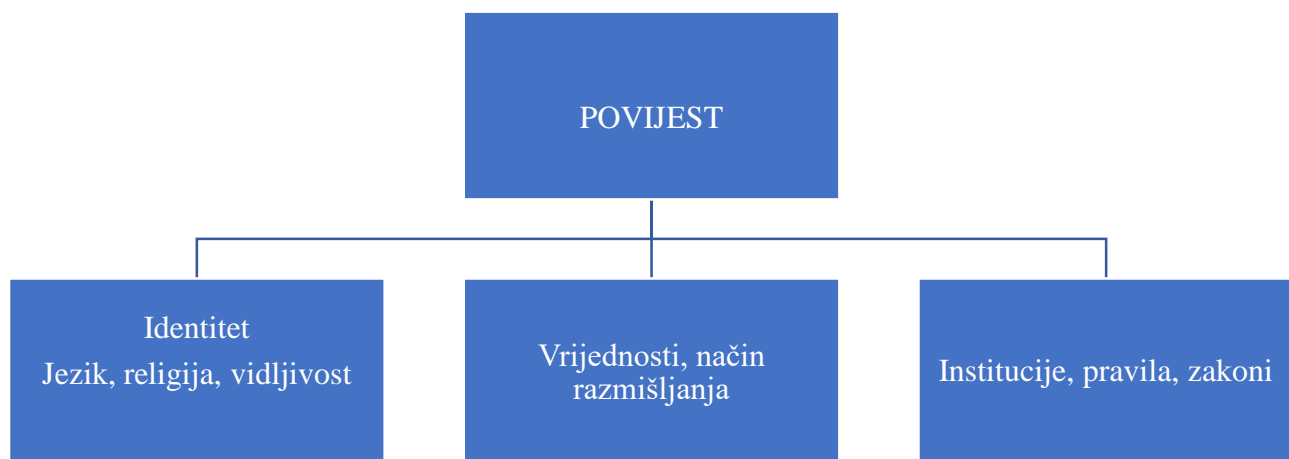 POVIJEST
Identitet
Jezik, religija, vidljivost
Vrijednosti, način
razmišljanja
Institucije, pravila, zakoni